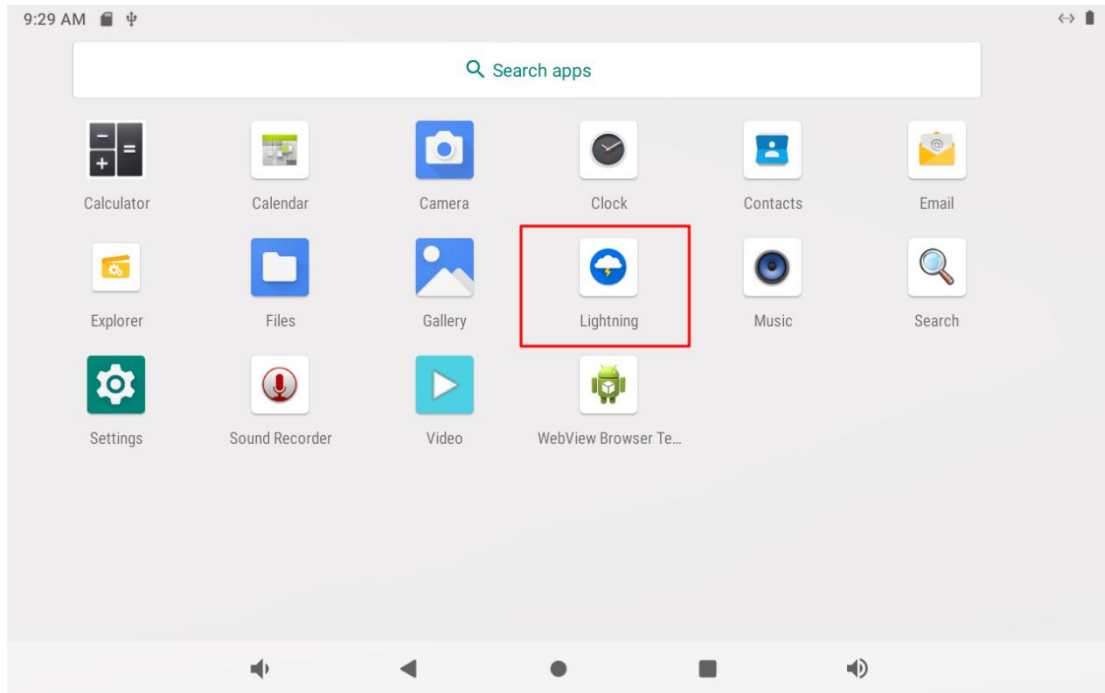 9:29 AM
Search apps
Calculator Calendar Camera Clock Contacts Email
Explorer Files Gallery Lightning Music Search
Settings Sound Recorder Video WebView Browser Te...